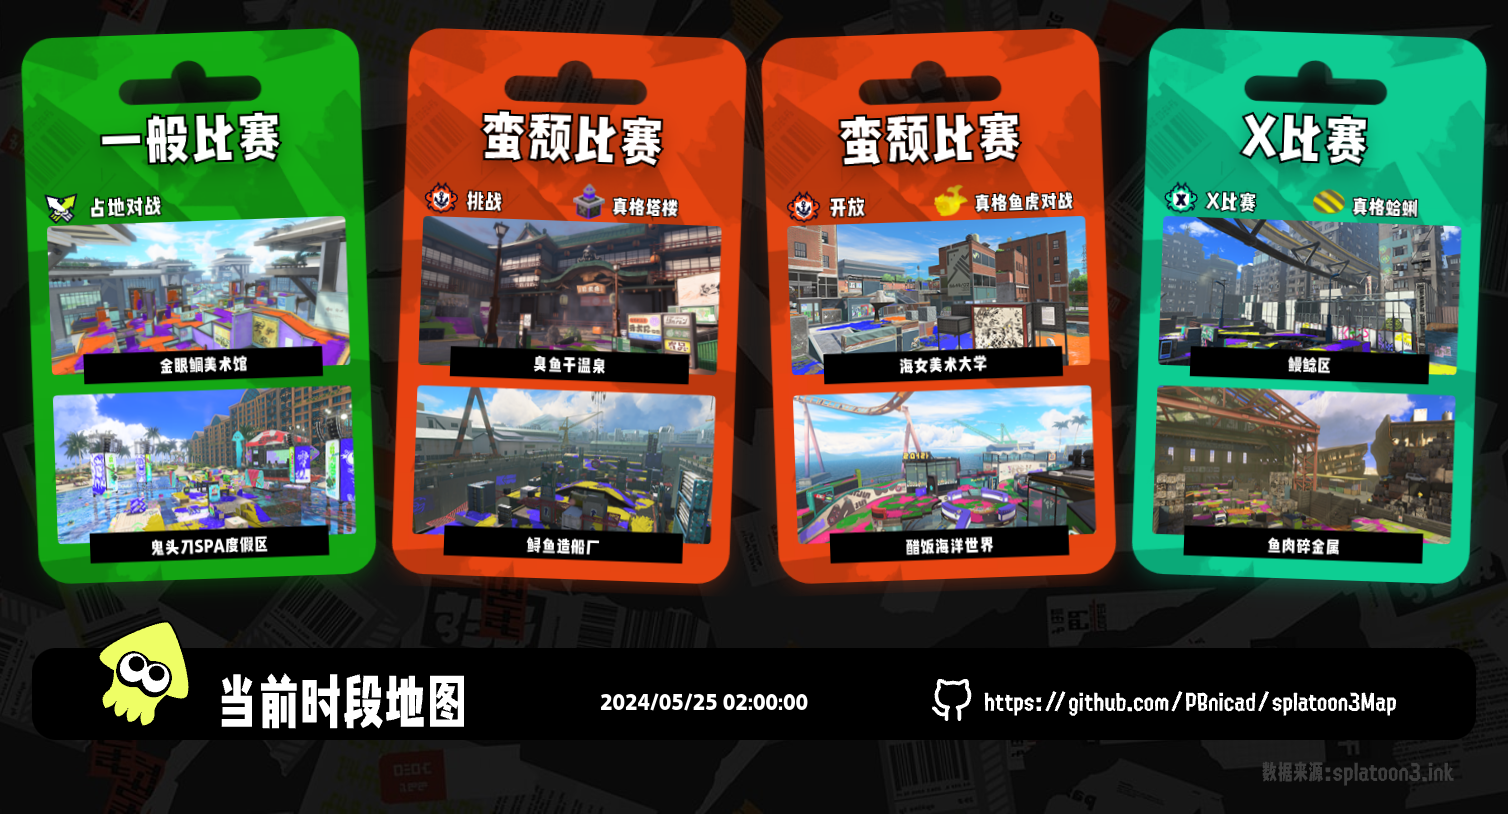 一般比赛
占地对战
金眼鲷美术馆
鬼头刀SPA度假区
蛮颓比赛
挑战
真格塔楼
臭鱼干温泉
鲟鱼造船厂
蛮颓比赛
开放
真格鱼虎对战
海女美术大学
醋饭海洋世界
X比赛
X比赛
真格蛤蜊
鳗鲶区
鱼肉碎金属
当前时段地图
2024/05/25 02:00:00
https://github.com/PBnicad/splatoon3Map
数据来源:splatoon3.ink